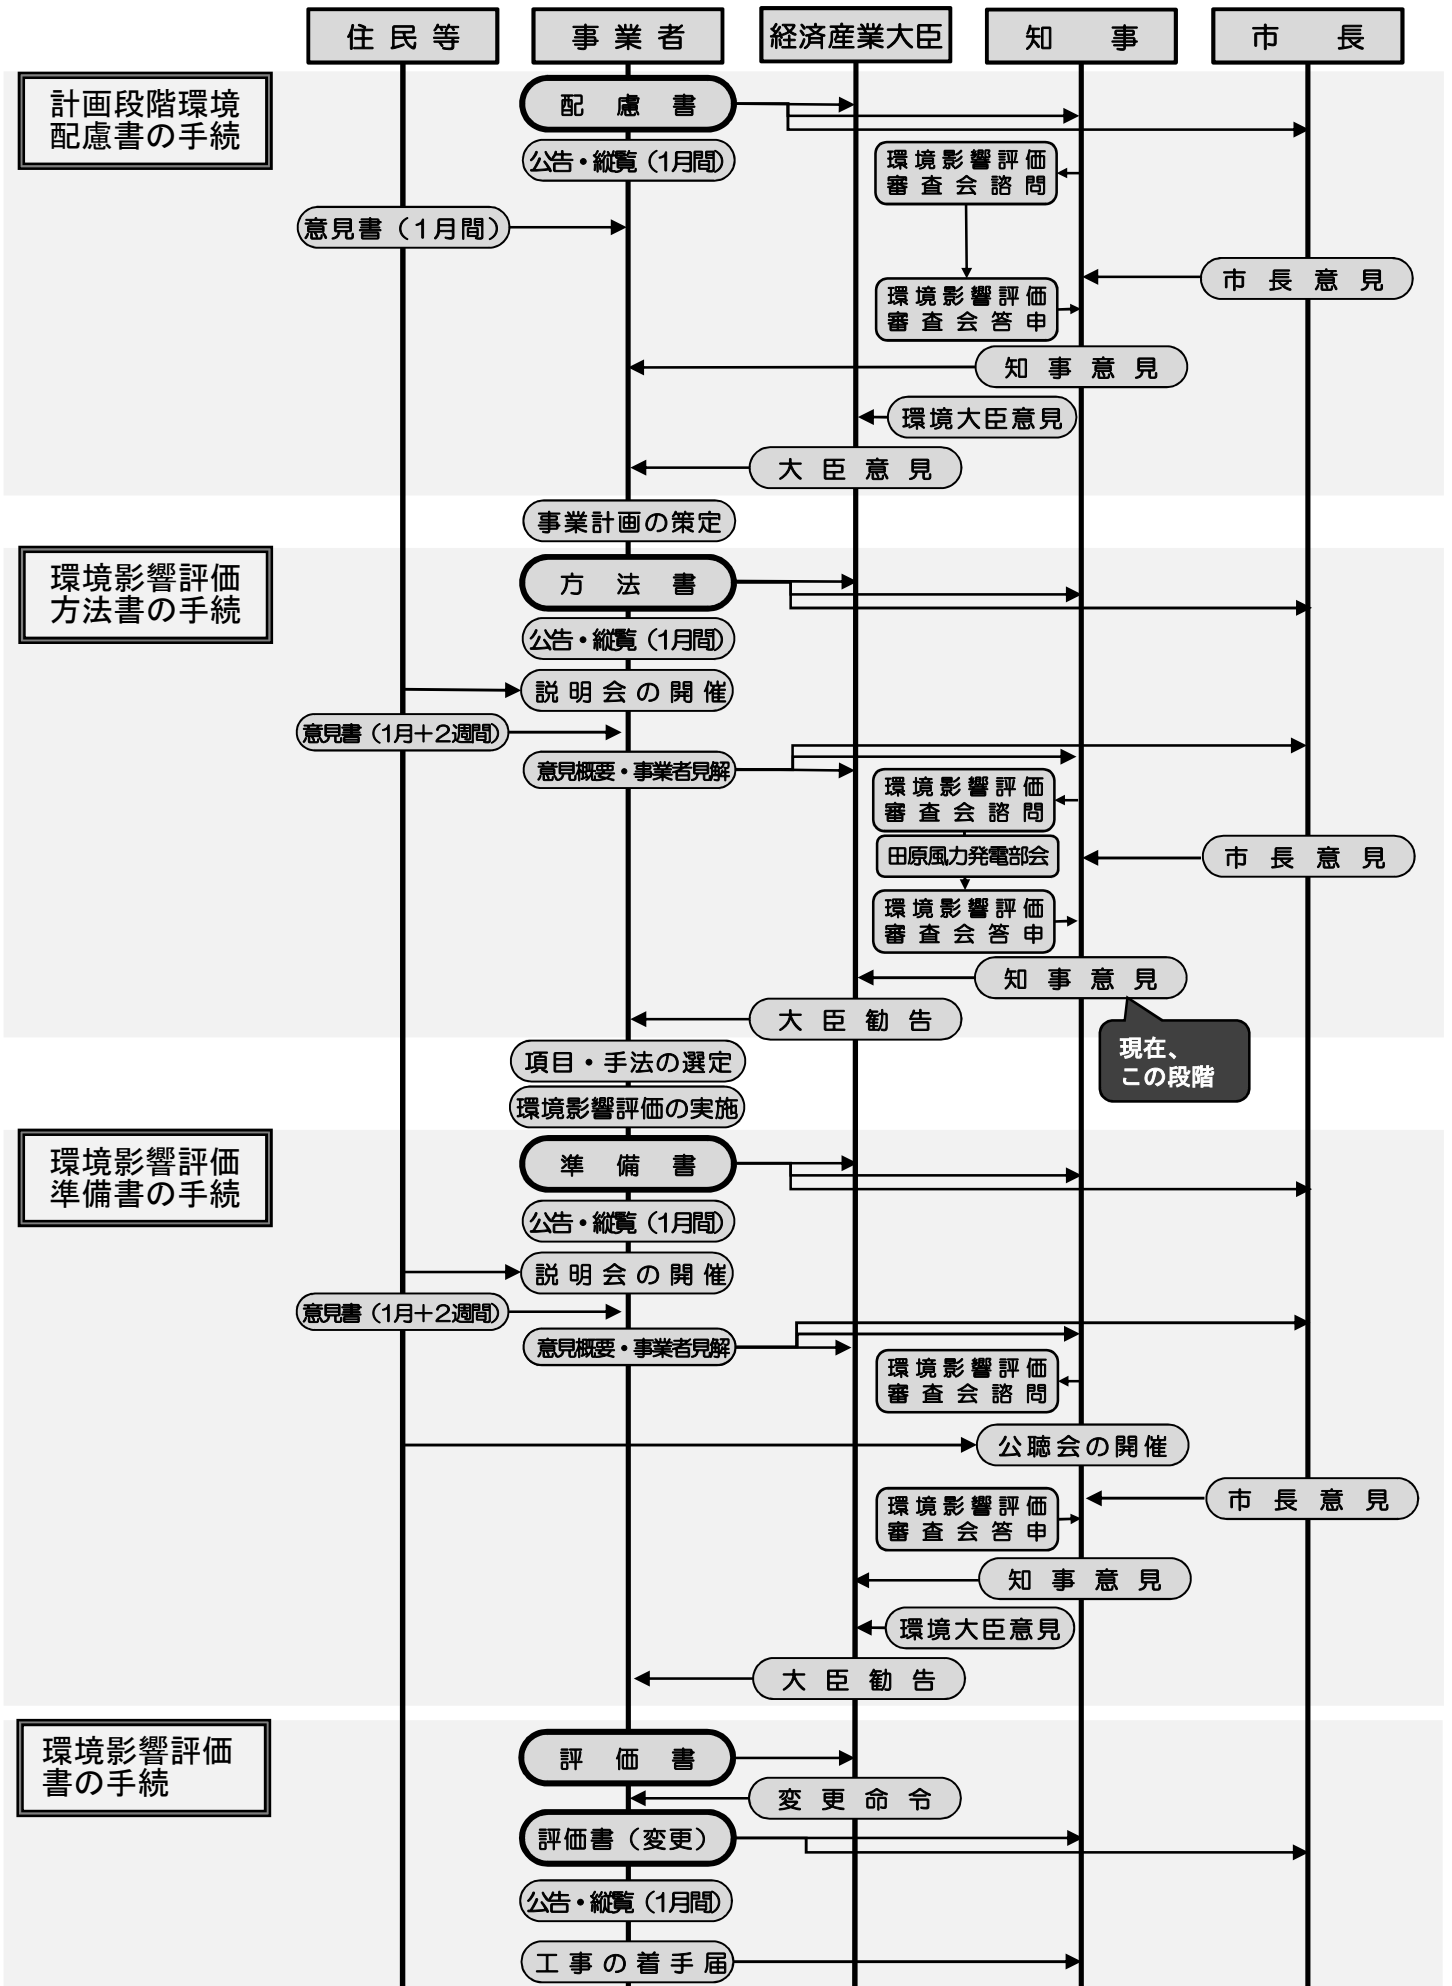 住民等
事業者
経済産業大臣
知事
市長
計画段階環境
配慮書の手続
配慮書
公告・縦覧（1月間）
環境影響評価
審査会諮問
意見書（1月間）
市長意見
環境影響評価
審査会答申
知事意見
環境大臣意見
大臣意見
事業計画の策定
環境影響評価
方法書の手続
方法書
公告・縦覧（1月間）
説明会の開催
意見書（1月＋2週間）
意見概要・事業者見解
環境影響評価
審査会諮問
田原風力発電部会
市長意見
環境影響評価
審査会答申
知事意見
大臣勧告
現在、
この段階
項目・手法の選定
環境影響評価の実施
環境影響評価
準備書の手続
準備書
公告・縦覧（1月間）
説明会の開催
意見書（1月＋2週間）
意見概要・事業者見解
環境影響評価
審査会諮問
公聴会の開催
市長意見
環境影響評価
審査会答申
知事意見
環境大臣意見
大臣勧告
環境影響評価
書の手続
評価書
変更命令
評価書（変更）
公告・縦覧（1月間）
工事の着手届